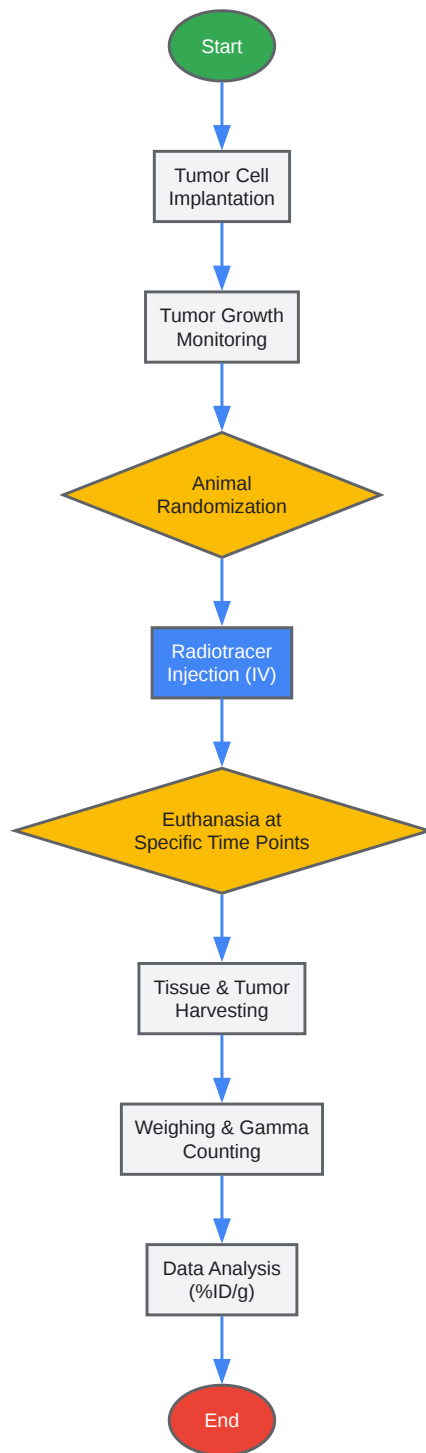 Start
Tumor Cell
Implantation
Tumor Growth
Monitoring
Animal
Randomization
Radiotracer
Injection (IV)
Euthanasia at
Specific Time Points
Tissue & Tumor
Harvesting
Weighing & Gamma
Counting
Data Analysis
(%ID/g)
End